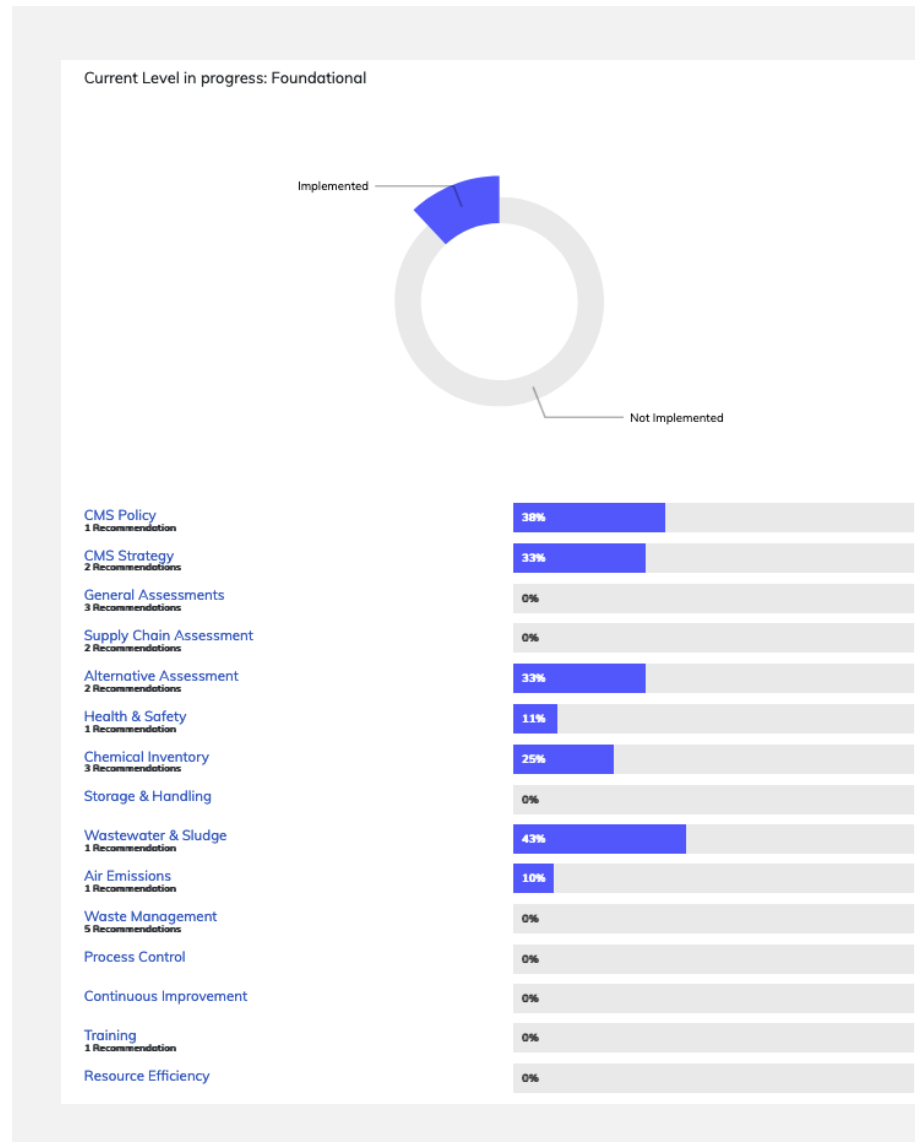 Current Level in progress: Foundational
Implemented
Not Implemented
CMS Policy
1 Recommendation
38%
CMS Strategy
2 Recommendations
33%
General Assessments
3 Recommendations
0%
Supply Chain Assessment
2 Recommendations
0%
Alternative Assessment
2 Recommendations
33%
Health & Safety
1 Recommendation
11%
Chemical Inventory
3 Recommendations
25%
Storage & Handling
0%
Wastewater & Sludge
1 Recommendation
43%
Air Emissions
1 Recommendation
10%
Waste Management
5 Recommendations
0%
Process Control
0%
Continuous Improvement
0%
Training
1 Recommendation
0%
Resource Efficiency
0%